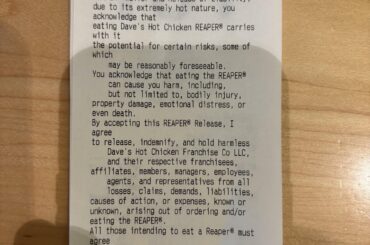 due to its extremely hot nature, you
acknowledge that
eating Dave's Hot Chicken REAPER® carries
with it
the potential for certain risks, some of
which
may be reasonably foreseeable.
You acknowledge that eating the REAPER®
can cause you harm, including,
but not limited to, bodily injury,
property damage, emotional distress, or
even death.
By accepting this REAPER® Release, I
agree
to release, indemnify, and hold harmless
Dave's Hot Chicken Franchise Co LLC,
and their respective franchisees,
affiliates, members, managers, employees,
agents, and representatives from all
losses, claims, demands, liabilities,
causes of action, or expenses, known or
unknown, arising out of ordering and/or
eating the REAPER®.
All those intending to eat a Reaper® must
agree